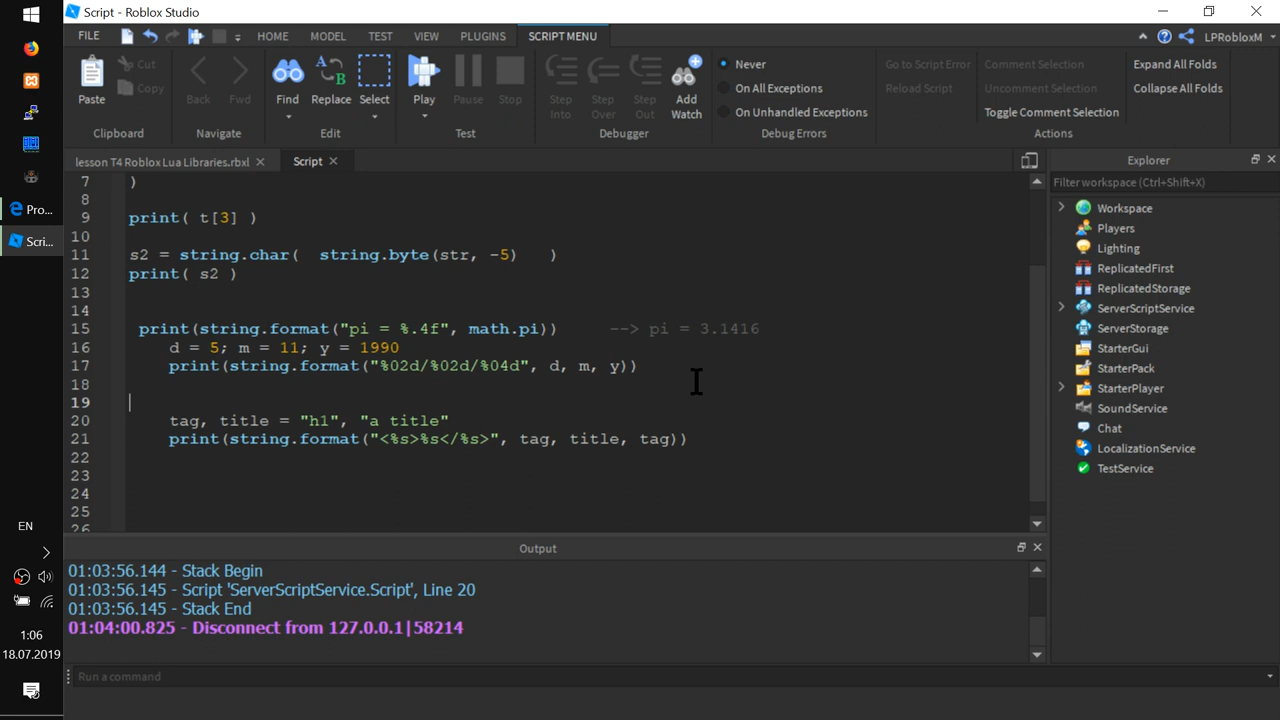 Script - Roblox Studio
FILE HOME MODEL TEST VIEW PLUGINS SCRIPT MENU LPRobloxM
Paste Cut Copy Back Fwd Find Replace Select Play Pause Stop Step Into Step Over Step Out Add Watch
Never
On All Exceptions
On Unhandled Exceptions
Go to Script Error
Reload Script
Comment Selection
Uncomment Selection
Toggle Comment Selection
Expand All Folds
Collapse All Folds
Clipboard Navigate Edit Test Debugger Debug Errors Actions
lesson T4 Roblox Lua Libraries.rbxl Script
7 )
8
9 print( t[3] )
10
11 s2 = string.char(  string.byte(str, -5)   )
12 print( s2 )
13
14
15 print(string.format("pi = %.4f", math.pi))     --> pi = 3.1416
16 d = 5; m = 11; y = 1990
17 print(string.format("%02d/%02d/%04d", d, m, y))
18
19
20 tag, title = "h1", "a title"
21 print(string.format("<%s>%s</%s>", tag, title, tag))
22
23
24
25
26
Explorer
Filter workspace (Ctrl+Shift+X)
Workspace
Players
Lighting
ReplicatedFirst
ReplicatedStorage
ServerScriptService
ServerStorage
StarterGui
StarterPack
StarterPlayer
SoundService
Chat
LocalizationService
TestService
Output
01:03:56.144 - Stack Begin
01:03:56.145 - Script 'ServerScriptService.Script', Line 20
01:03:56.145 - Stack End
01:04:00.825 - Disconnect from 127.0.0.1|58214
Run a command
Pro...
Scri...
EN
1:06
18.07.2019